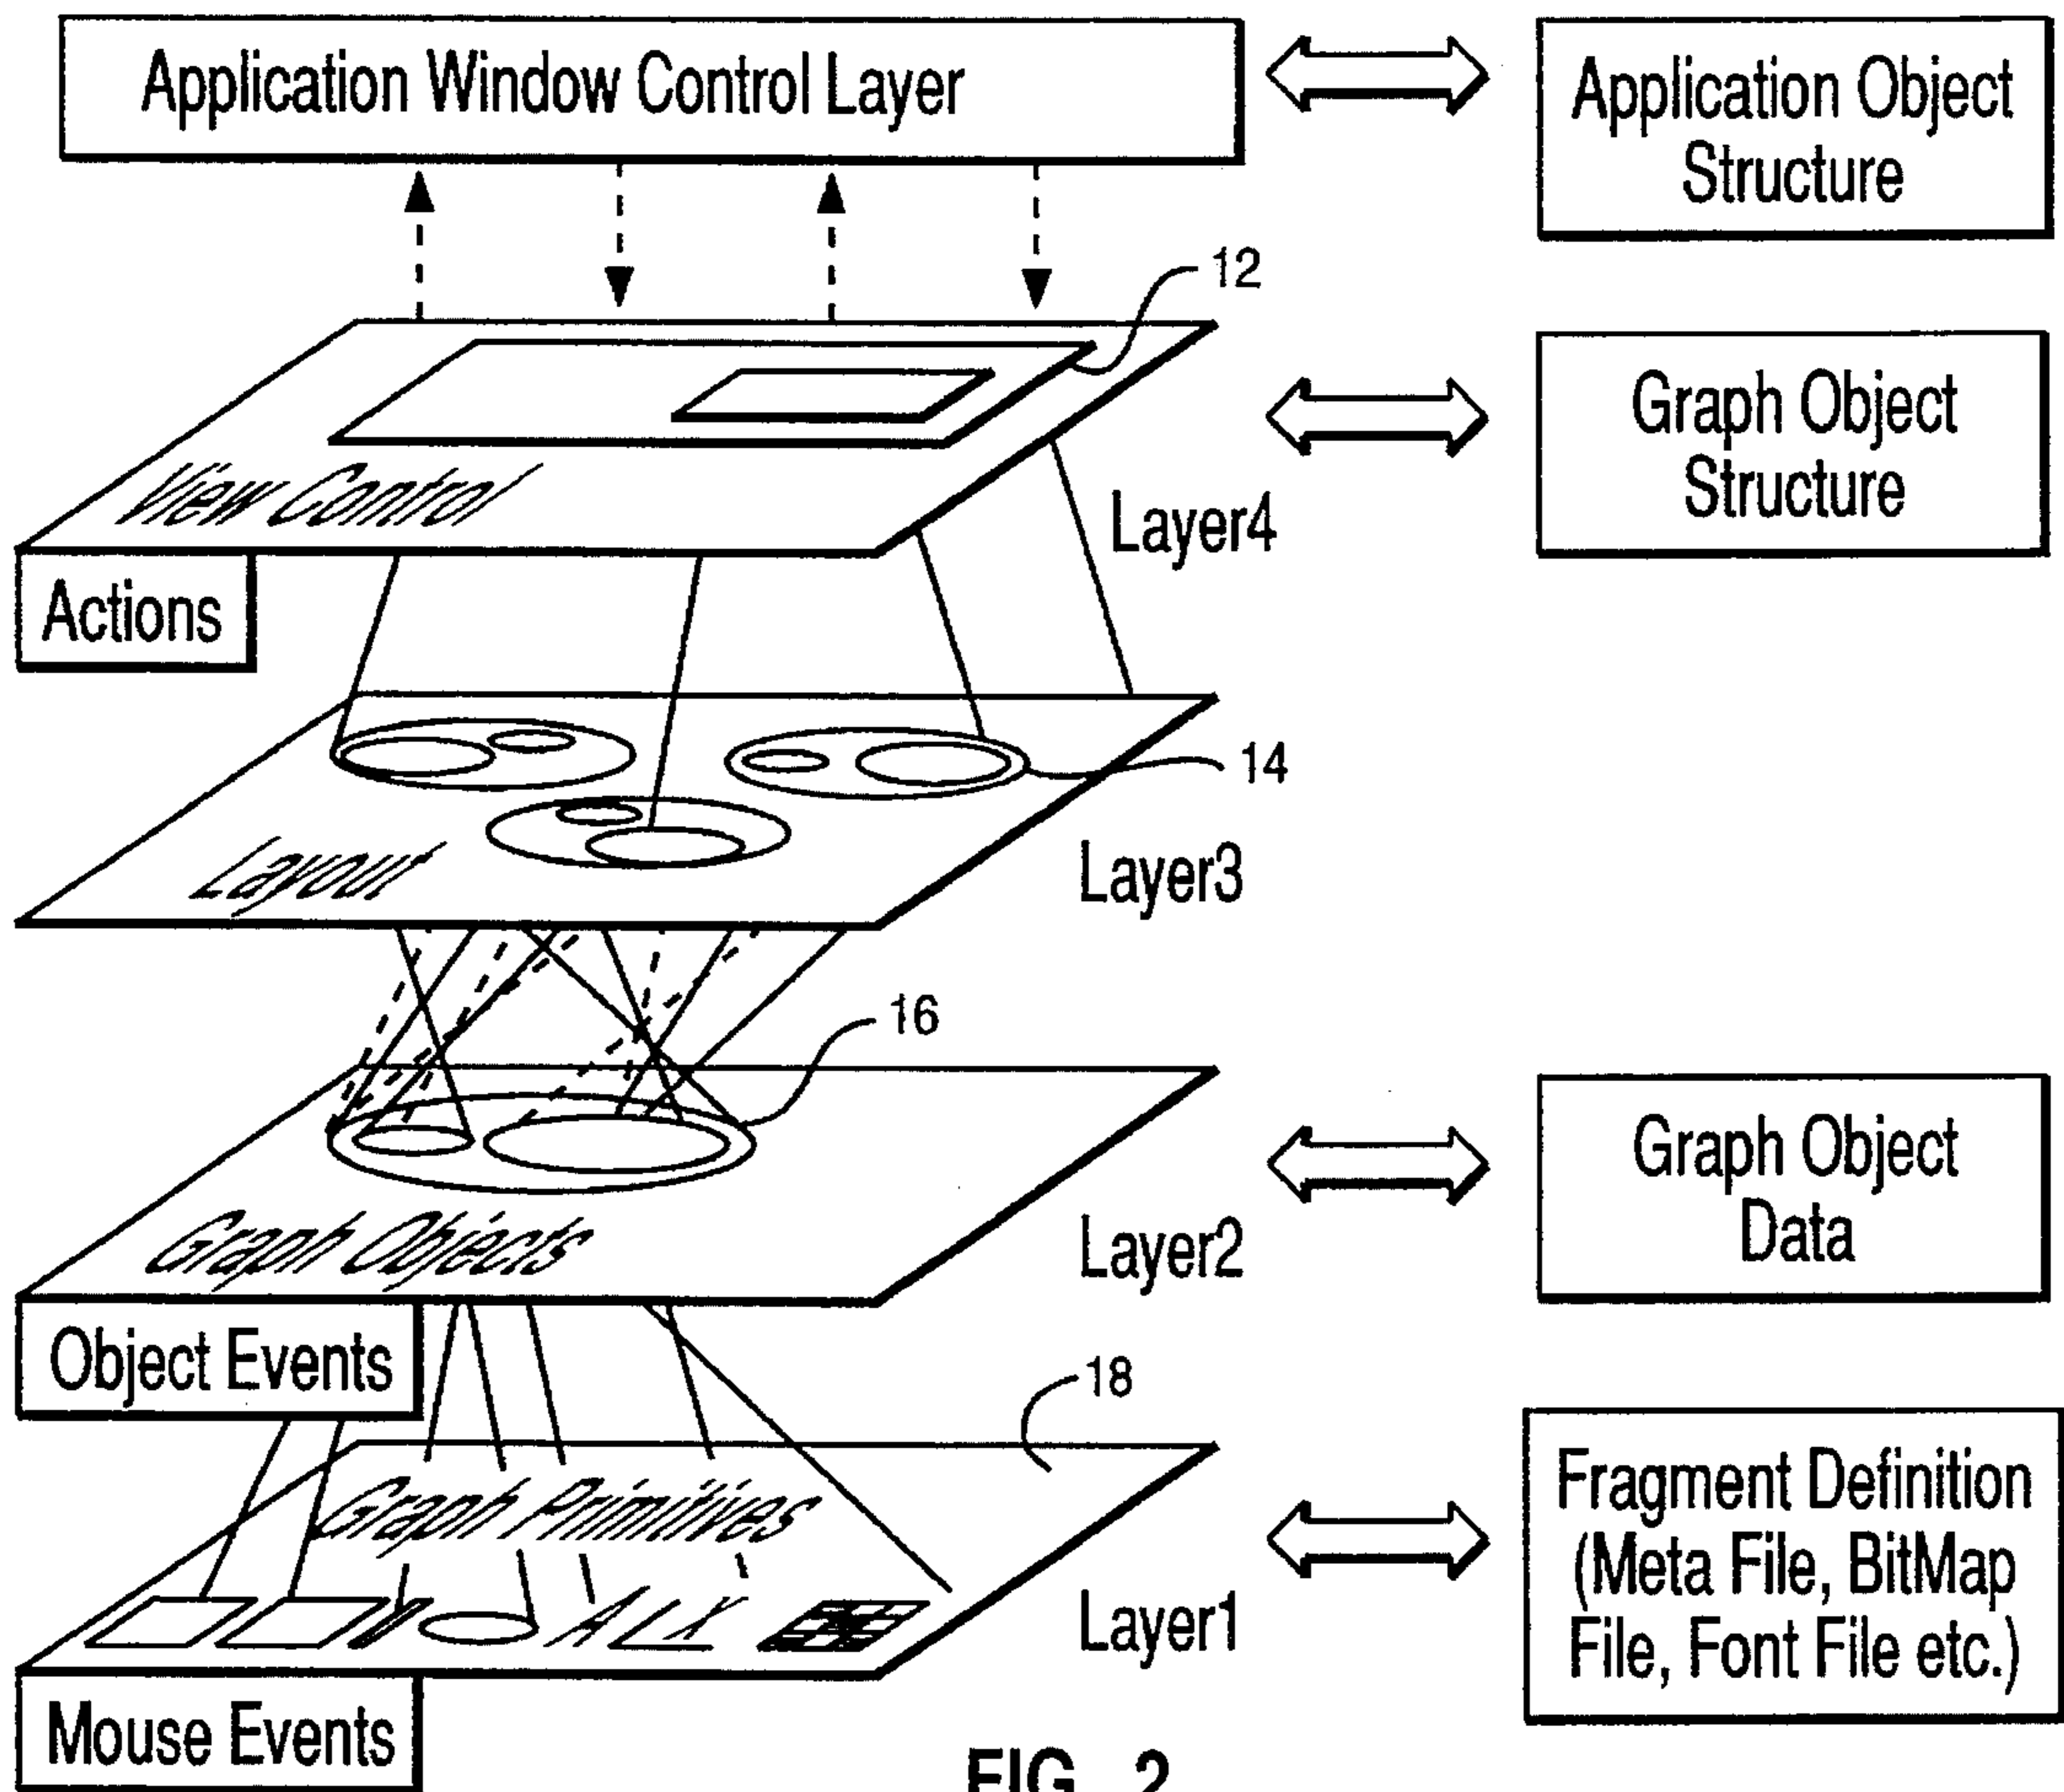 Application Window Control Layer
Application Object
Structure
12
View Control
Layer4
Graph Object
Structure
Actions
14
Layout
Layer3
16
Graph Objects
Layer2
Graph Object
Data
Object Events
18
Graph Primitives
A L X
Layer1
Fragment Definition
(Meta File, BitMap
File, Font File etc.)
Mouse Events
FIG. 2